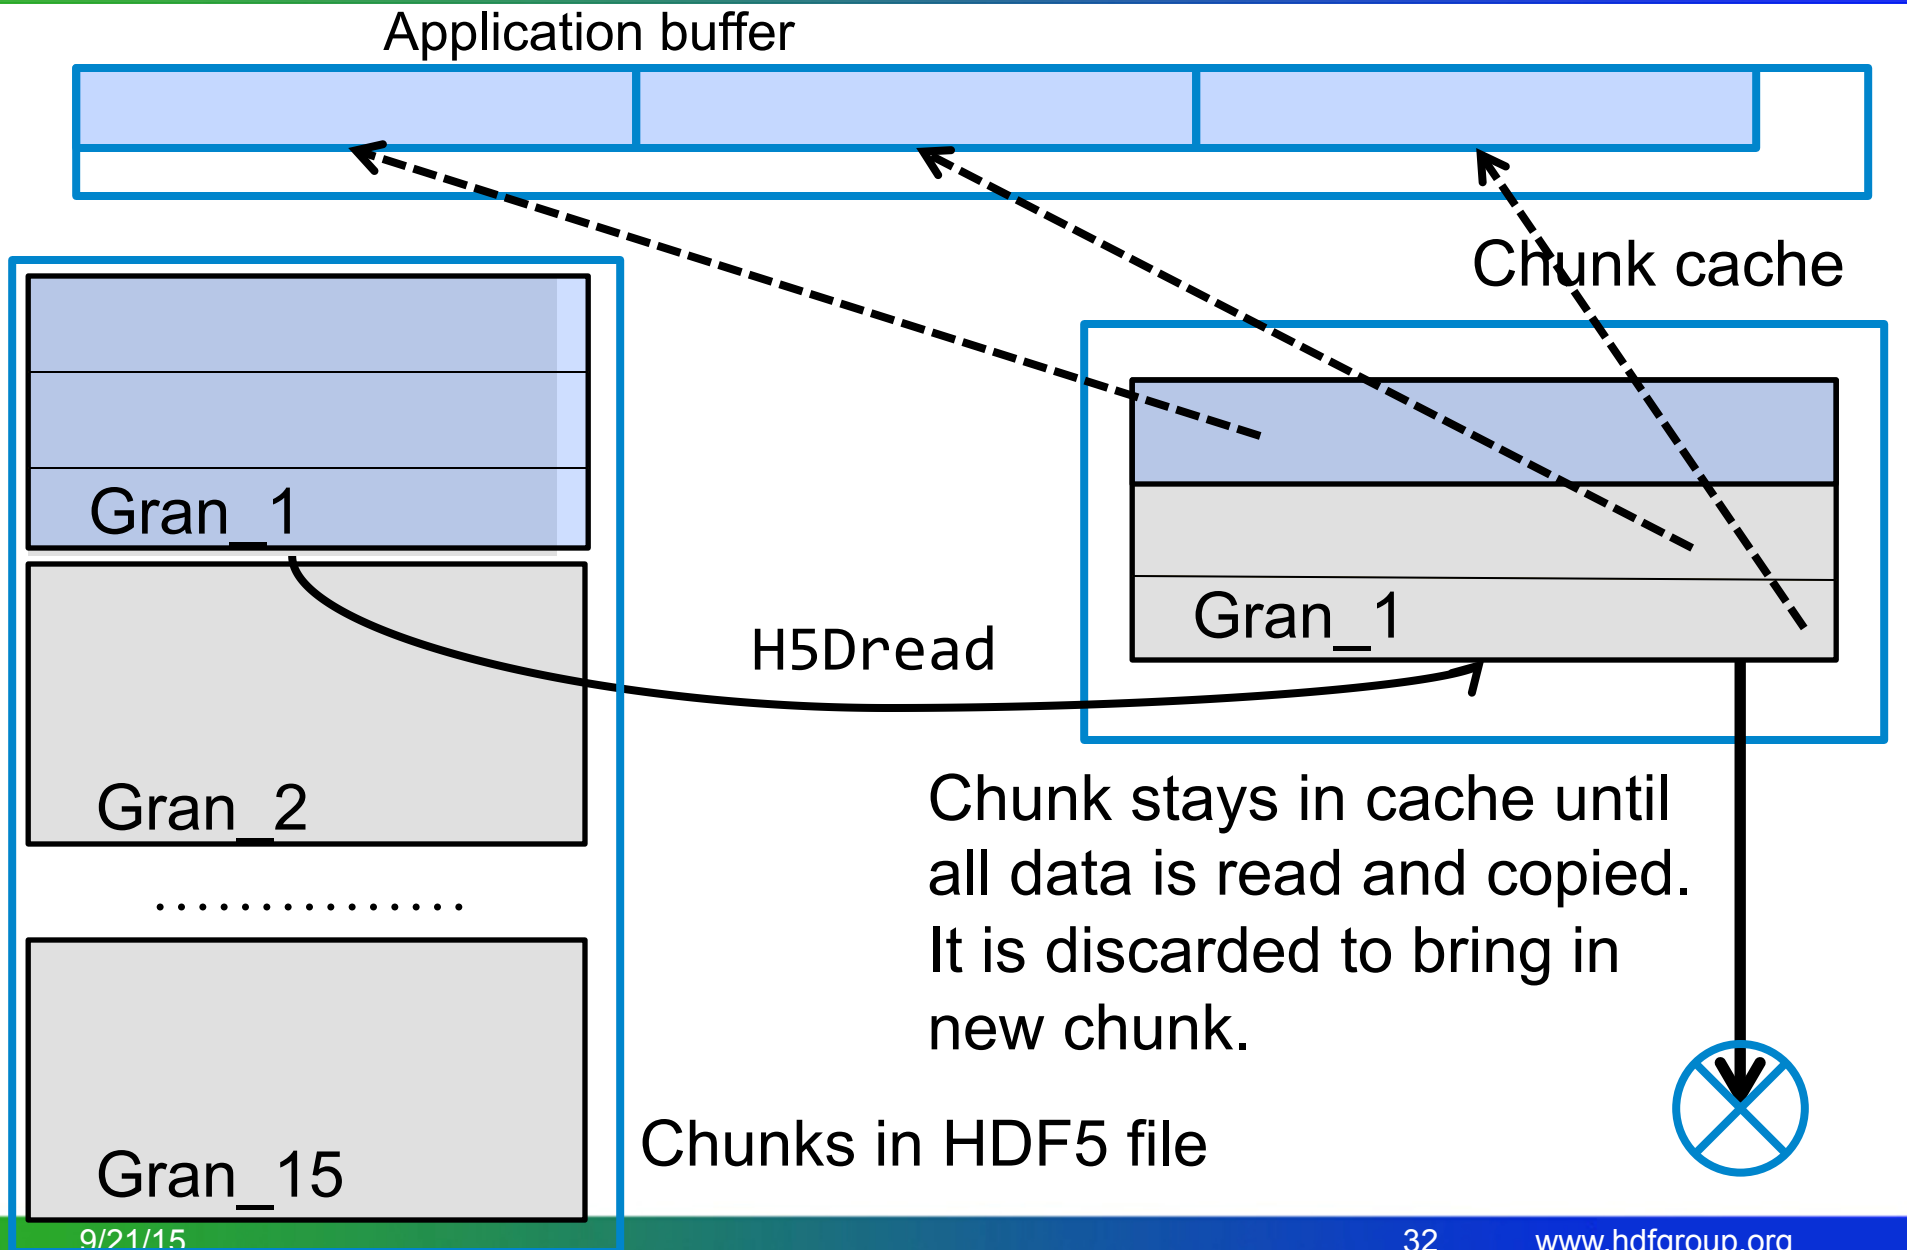 Application buffer
Chunk cache
Gran_1
Gran_1
H5Dread
Gran_2
Chunk stays in cache until
all data is read and copied.
It is discarded to bring in
new chunk.
...............
Gran_15
Chunks in HDF5 file
9/21/15
32
www.hdfgroup.org